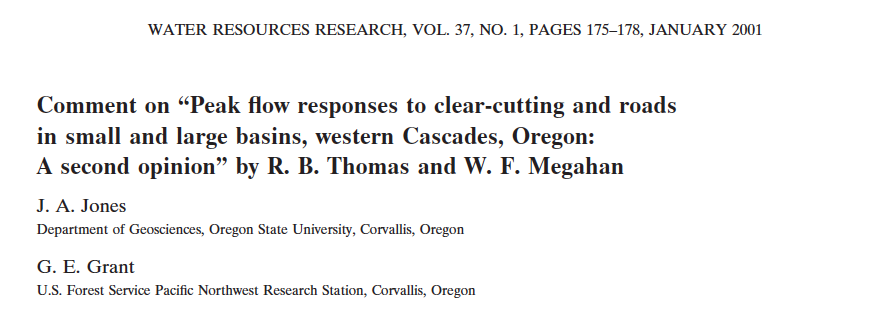 WATER RESOURCES RESEARCH, VOL. 37, NO. 1, PAGES 175–178, JANUARY 2001
Comment on “Peak flow responses to clear-cutting and roads
in small and large basins, western Cascades, Oregon:
A second opinion” by R. B. Thomas and W. F. Megahan
J. A. Jones
Department of Geosciences, Oregon State University, Corvallis, Oregon
G. E. Grant
U.S. Forest Service Pacific Northwest Research Station, Corvallis, Oregon